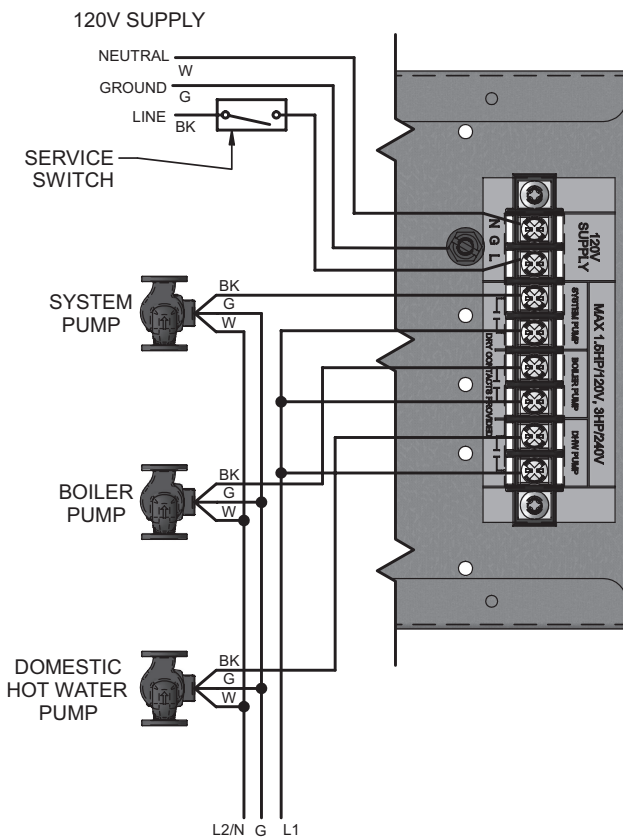 120V SUPPLY
NEUTRAL
W
GROUND
G
LINE
BK
SERVICE
SWITCH
N G L
120V
SUPPLY
SYSTEM
PUMP
BK
G
W
SYSTEM PUMP
BOILER PUMP
DHW PUMP
DRY CONTACTS PROVIDED
MAX 1.5HP/120V, 3HP/240V
BOILER
PUMP
BK
G
W
DOMESTIC
HOT WATER
PUMP
BK
G
W
L2/N G L1